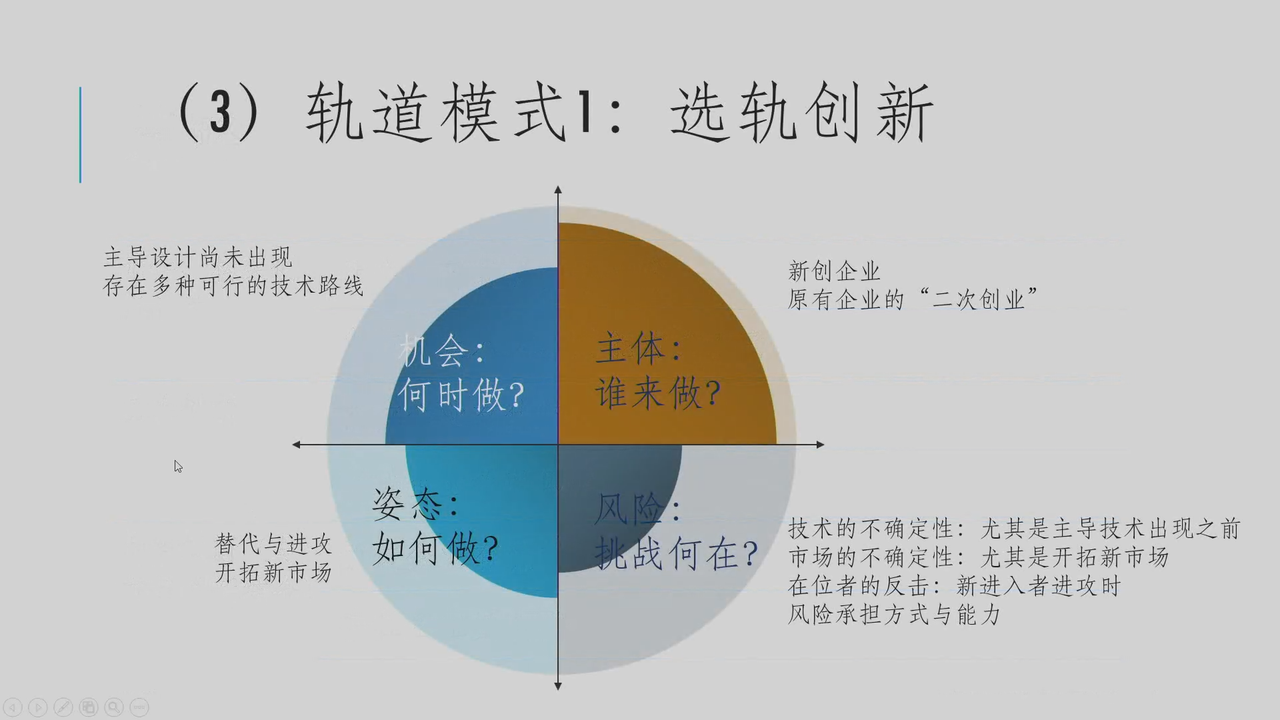 （3）轨道模式1：选轨创新
主导设计尚未出现
存在多种可行的技术路线
机会：
何时做？
主体：
谁来做？
新创企业
原有企业的“二次创业”
姿态：
如何做？
替代与进攻
开拓新市场
风险：
挑战何在？
技术的不确定性：尤其是主导技术出现之前
市场的不确定性：尤其是开拓新市场
在位者的反击：新进入者进攻时
风险承担方式与能力